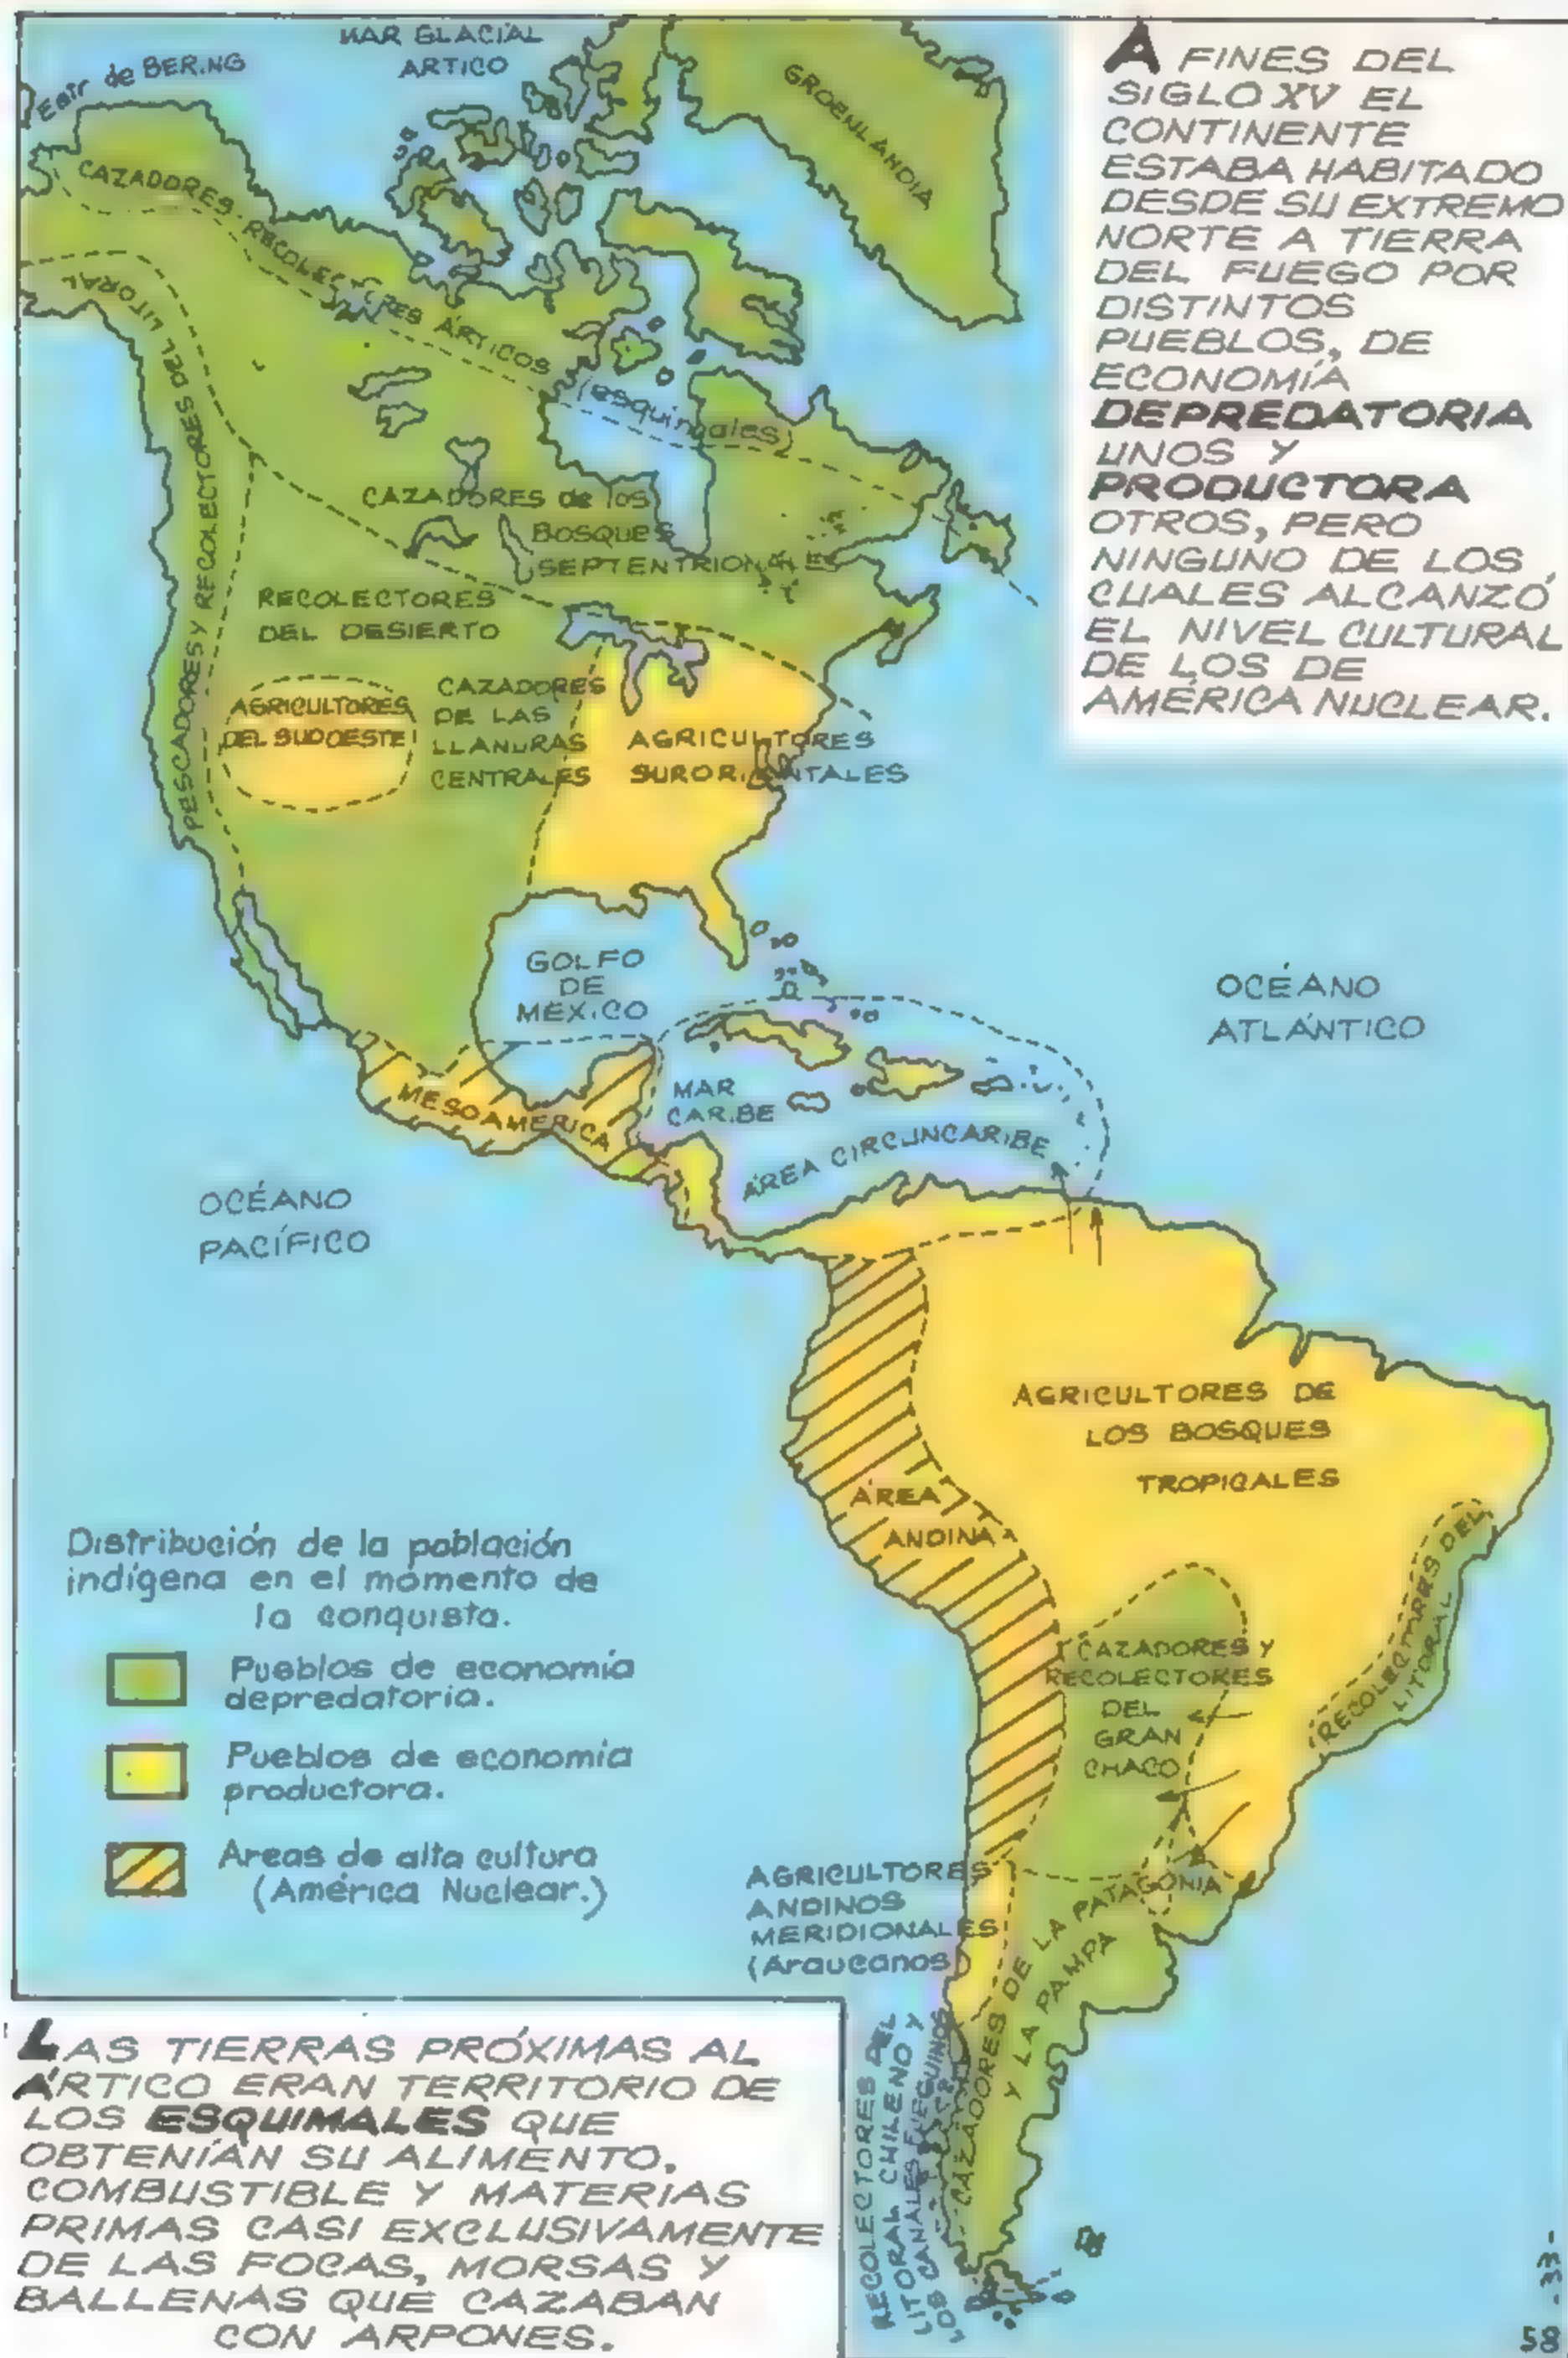 MAR GLACIAL
ARTICO
Estr de BERING
GROENLANDIA
A FINES DEL
SIGLO XV EL
CONTINENTE
ESTABA HABITADO
DESDE SU EXTREMO
NORTE A TIERRA
DEL FUEGO POR
DISTINTOS
PUEBLOS, DE
ECONOMÍA
DEPREDATORIA
UNOS Y
PRODUCTORA
OTROS, PERO
NINGUNO DE LOS
CUALES ALCANZÓ
EL NIVEL CULTURAL
DE LOS DE
AMÉRICA NUCLEAR.
CAZADORES-RECOLECTORES ÁRTICOS (esquimales)
PESCADORES Y RECOLECTORES DEL LITORAL
CAZADORES de los
BOSQUES
SEPTENTRIONALES
RECOLECTORES
DEL DESIERTO
AGRICULTORES
DEL SUDOESTE
CAZADORES
DE LAS
LLANURAS
CENTRALES
AGRICULTORES
SURORIENTALES
GOLFO
DE
MÉXICO
OCÉANO
ATLÁNTICO
MESOAMERICA
MAR
CARIBE
ÁREA CIRCUNCARIBE
OCÉANO
PACÍFICO
AGRICULTORES DE
LOS BOSQUES
TROPICALES
ÁREA
ANDINA
RECOLECTORES DEL
LITORAL
CAZADORES Y
RECOLECTORES
DEL
GRAN
CHACO
Distribución de la población
indígena en el momento de
la conquista.
Pueblos de economía
depredatoria.
Pueblos de economía
productora.
Areas de alta cultura
(América Nuclear.)
AGRICULTORES
ANDINOS
MERIDIONALES
(Araucanos)
CAZADORES DE LA PATAGONIA
Y LA PAMPA
RECOLECTORES DEL
LITORAL CHILENO Y
LOS CANALES FUEGUINOS
LAS TIERRAS PRÓXIMAS AL
ÁRTICO ERAN TERRITORIO DE
LOS ESQUIMALES QUE
OBTENÍAN SU ALIMENTO,
COMBUSTIBLE Y MATERIAS
PRIMAS CASI EXCLUSIVAMENTE
DE LAS FOCAS, MORSAS Y
BALLENAS QUE CAZABAN
CON ARPONES.
- 33 -
58